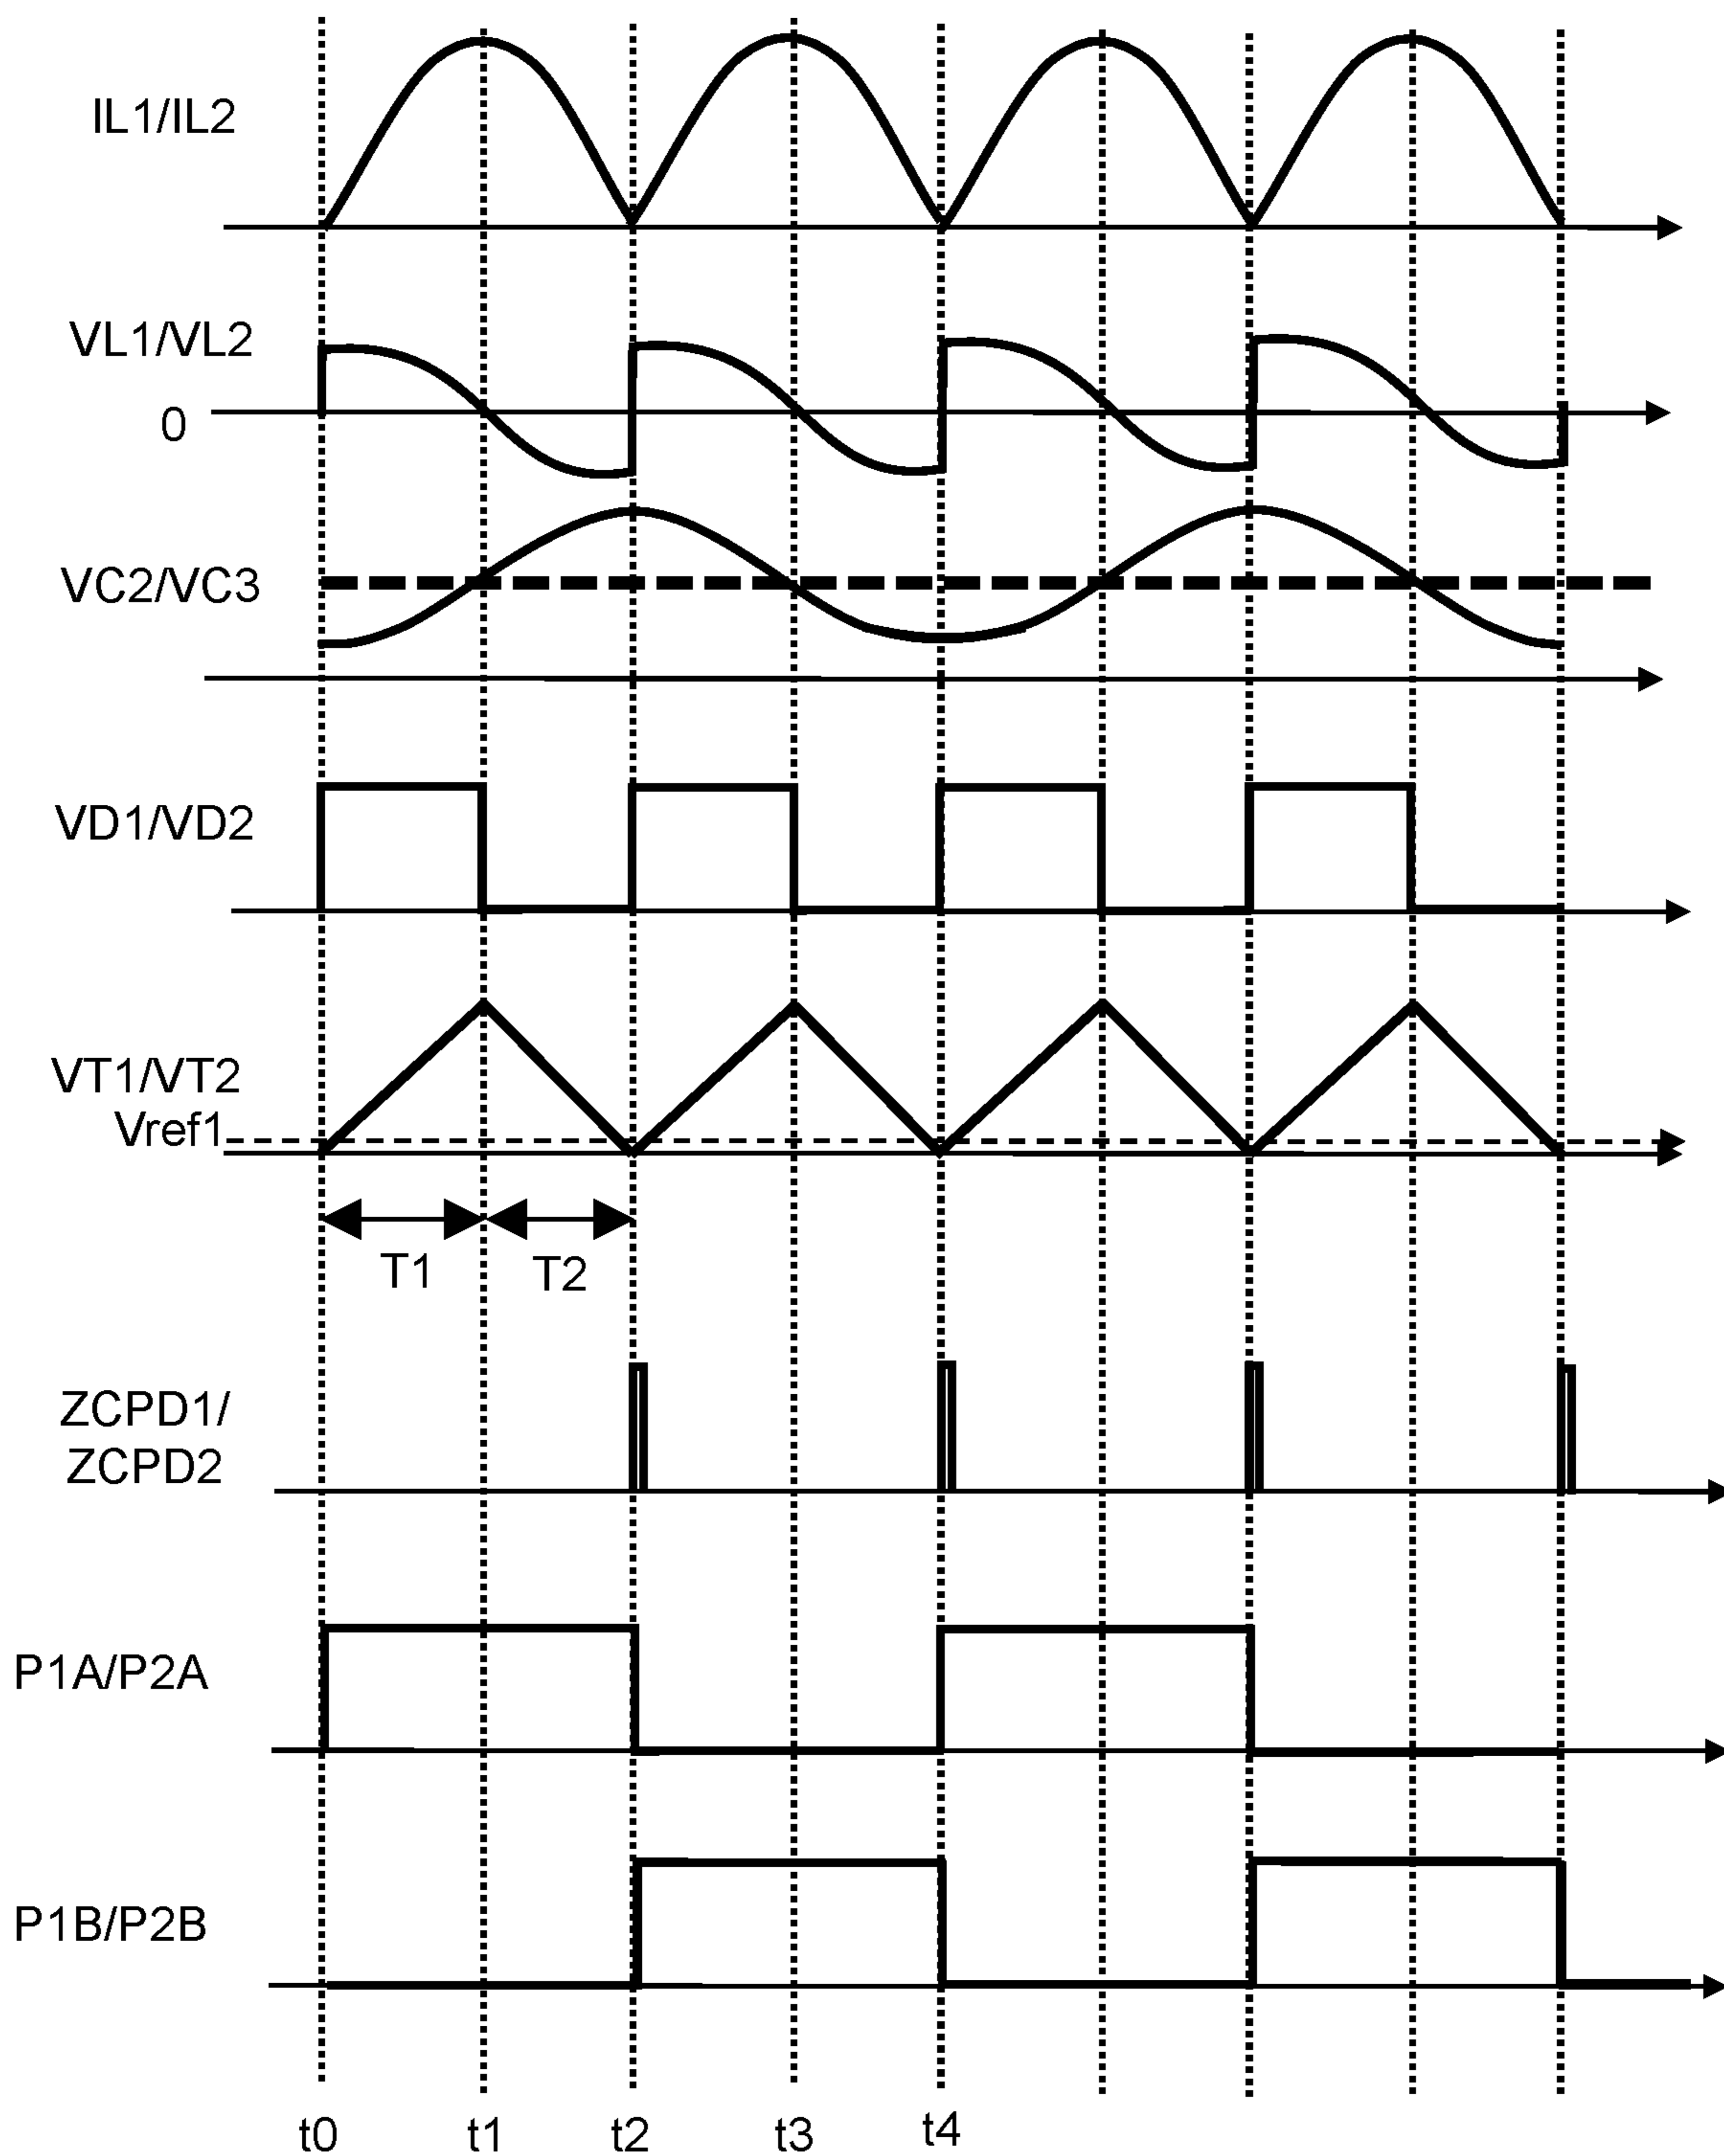 IL1/IL2
VL1/VL2
0
VC2/VC3
VD1/VD2
VT1/VT2
Vref1
T1
T2
ZCPD1/
ZCPD2
P1A/P2A
P1B/P2B
t0 t1 t2 t3 t4